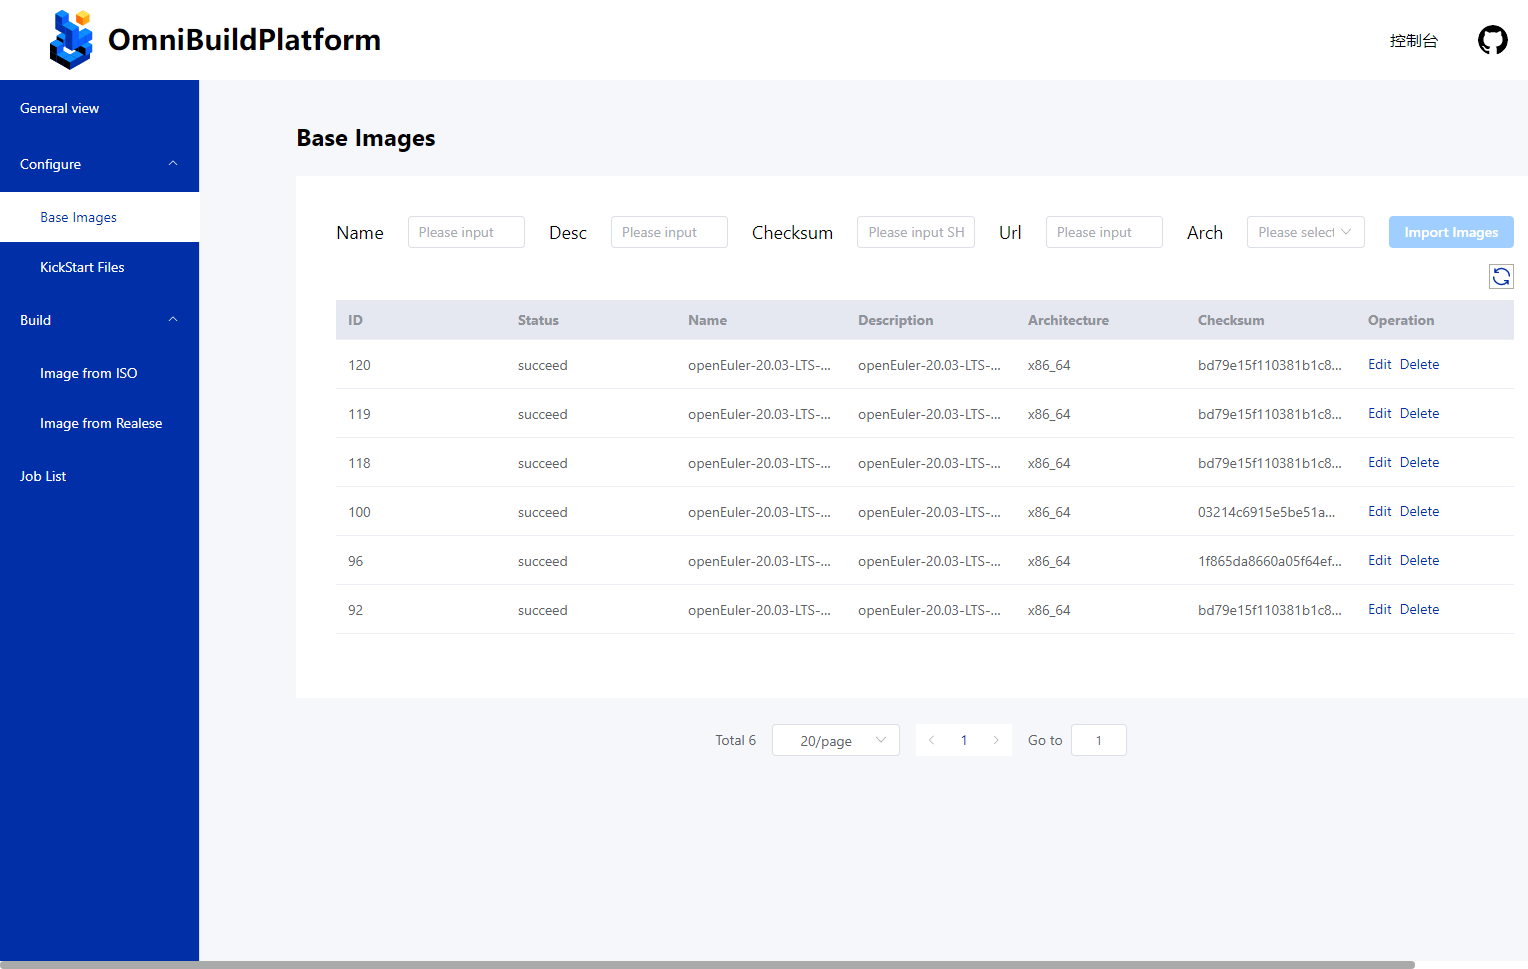 OmniBuildPlatform
控制台
General view
Configure
Base Images
KickStart Files
Build
Image from ISO
Image from Realese
Job List
Base Images
Name Please input Desc Please input Checksum Please input SH Url Please input Arch Please select Import Images
ID Status Name Description Architecture Checksum Operation
120 succeed openEuler-20.03-LTS-... openEuler-20.03-LTS-... x86_64 bd79e15f110381b1c8... Edit Delete
119 succeed openEuler-20.03-LTS-... openEuler-20.03-LTS-... x86_64 bd79e15f110381b1c8... Edit Delete
118 succeed openEuler-20.03-LTS-... openEuler-20.03-LTS-... x86_64 bd79e15f110381b1c8... Edit Delete
100 succeed openEuler-20.03-LTS-... openEuler-20.03-LTS-... x86_64 03214c6915e5be51a... Edit Delete
96 succeed openEuler-20.03-LTS-... openEuler-20.03-LTS-... x86_64 1f865da8660a05f64ef... Edit Delete
92 succeed openEuler-20.03-LTS-... openEuler-20.03-LTS-... x86_64 bd79e15f110381b1c8... Edit Delete
Total 6 20/page 1 Go to 1